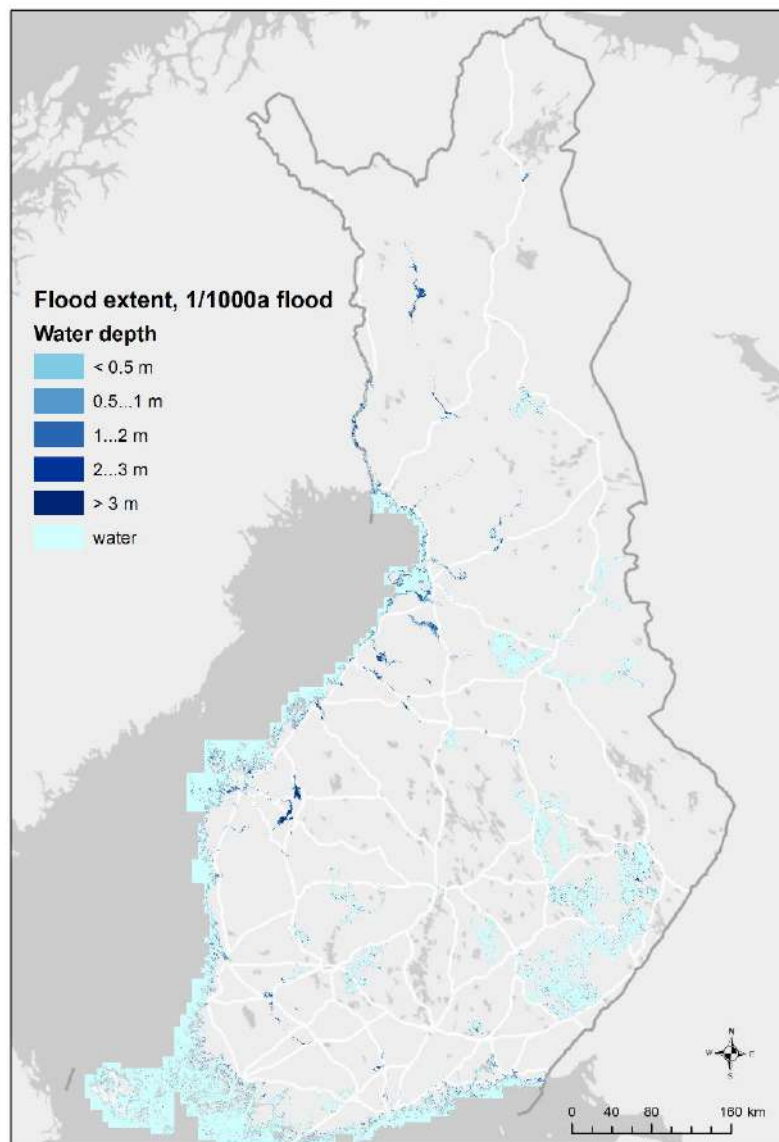 Flood extent, 1/1000a flood
Water depth
< 0.5 m
0.5...1 m
1...2 m
2...3 m
> 3 m
water
N
W E
S
0 40 80 160 km